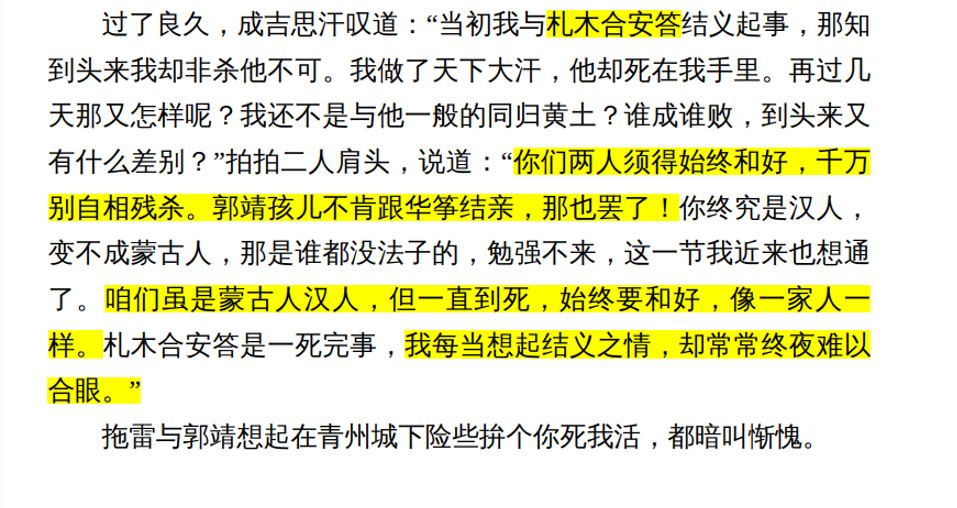 过了良久，成吉思汗叹道：“当初我与札木合安答结义起事，那知
到头来我却非杀他不可。我做了天下大汗，他却死在我手里。再过几
天那又怎样呢？我还不是与他一般的同归黄土？谁成谁败，到头来又
有什么差别？”拍拍二人肩头，说道：“你们两人须得始终和好，千万
别自相残杀。郭靖孩儿不肯跟华筝结亲，那也罢了！你终究是汉人，
变不成蒙古人，那是谁都没法子的，勉强不来，这一节我近来也想通
了。咱们虽是蒙古人汉人，但一直到死，始终要和好，像一家人一
样。札木合安答是一死完事，我每当想起结义之情，却常常终夜难以
合眼。”
拖雷与郭靖想起在青州城下险些拚个你死我活，都暗叫惭愧。